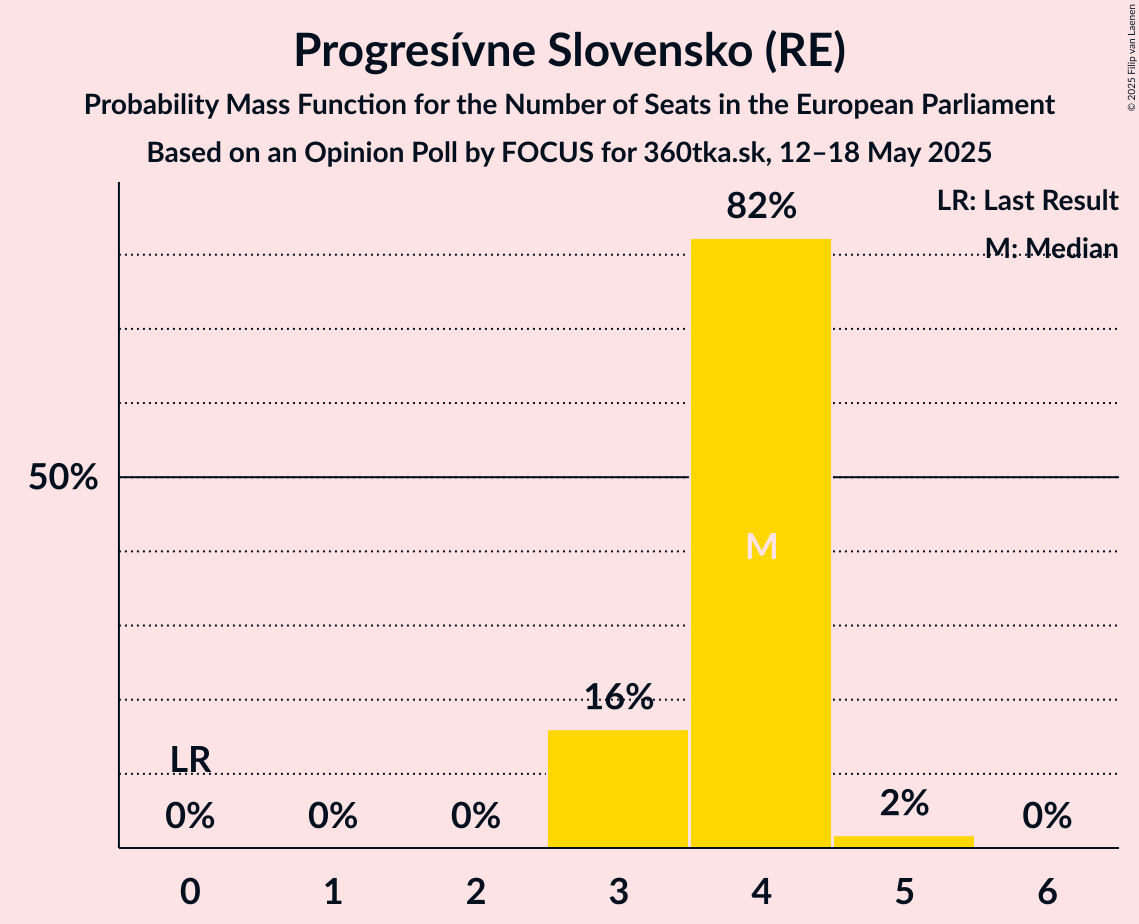 Progresívne Slovensko (RE)
Probability Mass Function for the Number of Seats in the European Parliament
Based on an Opinion Poll by FOCUS for 360tka.sk, 12–18 May 2025
© 2025 Filip van Laenen
LR: Last Result
M: Median
82%
50%
M
16%
LR
2%
0%
0%
0%
0%
0
1
2
3
4
5
6